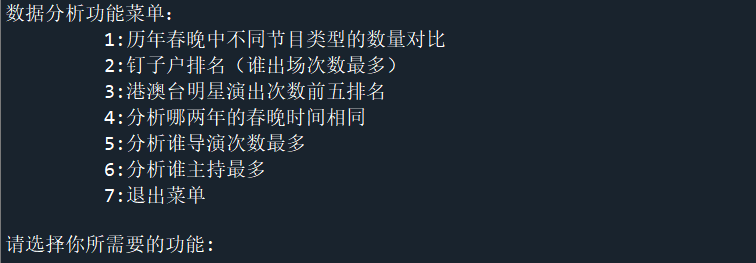 数据分析功能菜单:
1:历年春晚中不同节目类型的数量对比
2:钉子户排名（谁出场次数最多）
3:港澳台明星演出次数前五排名
4:分析哪两年的春晚时间相同
5:分析谁导演次数最多
6:分析谁主持最多
7:退出菜单
请选择你所需要的功能: